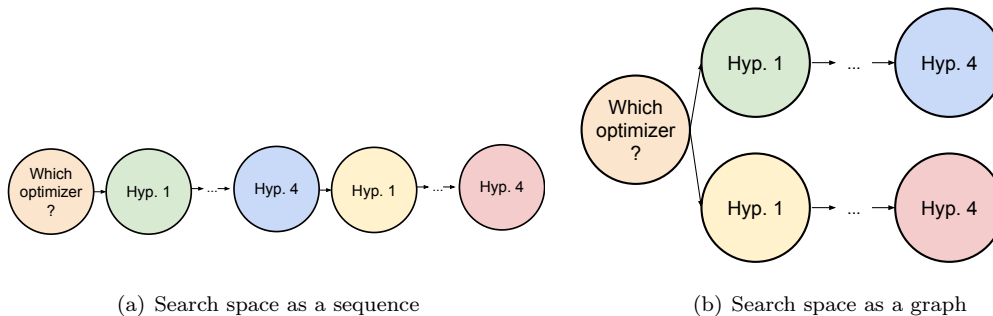 Which
optimizer
?
Hyp. 1
...
Hyp. 4
Hyp. 1
...
Hyp. 4
(a) Search space as a sequence
Which
optimizer
?
Hyp. 1
...
Hyp. 4
Hyp. 1
...
Hyp. 4
(b) Search space as a graph